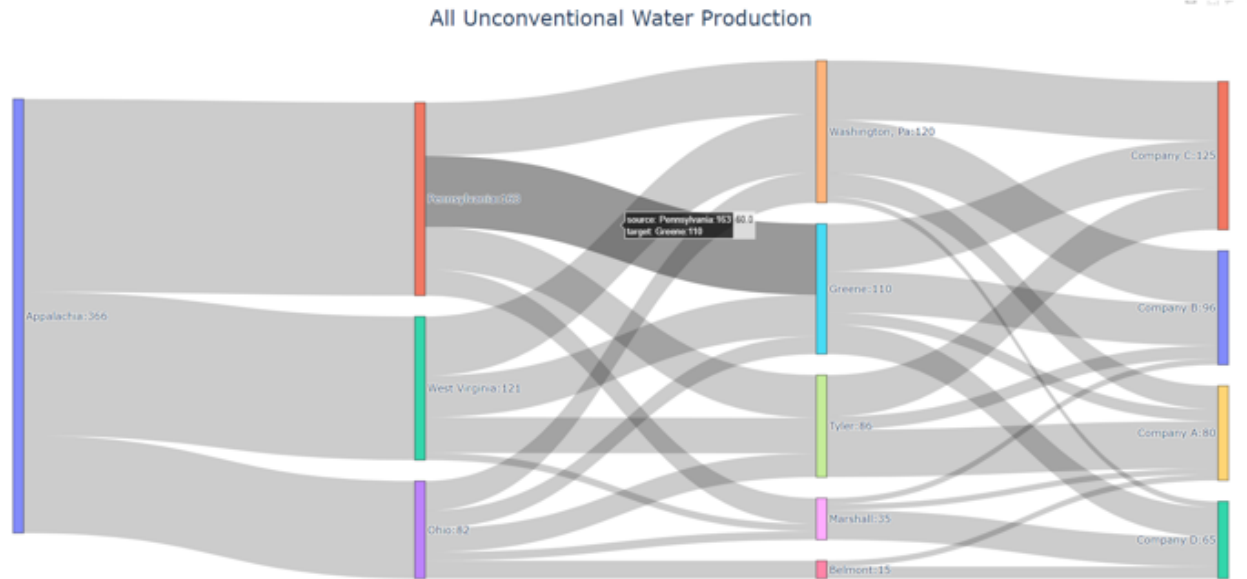 All Unconventional Water Production
Washington, Pa:120
Company C:125
Pennsylvania:163
source: Pennsylvania:163 60.0
target: Greene:110
Greene:110
Company B:96
Appalachia:366
West Virginia:121
Tyler:86
Company A:80
Ohio:82
Marshall:35
Company D:65
Belmont:15